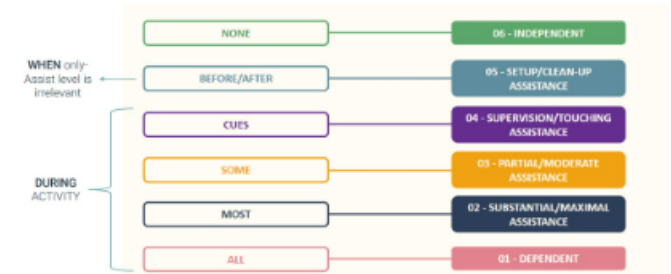 NONE
06 - INDEPENDENT
WHEN only-
Assist level is
irrelevant
BEFORE/AFTER
05 - SETUP/CLEAN-UP
ASSISTANCE
CUES
04 - SUPERVISION/TOUCHING
ASSISTANCE
DURING
ACTIVITY
SOME
03 - PARTIAL/MODERATE
ASSISTANCE
MOST
02 - SUBSTANTIAL/MAXIMAL
ASSISTANCE
ALL
01 - DEPENDENT